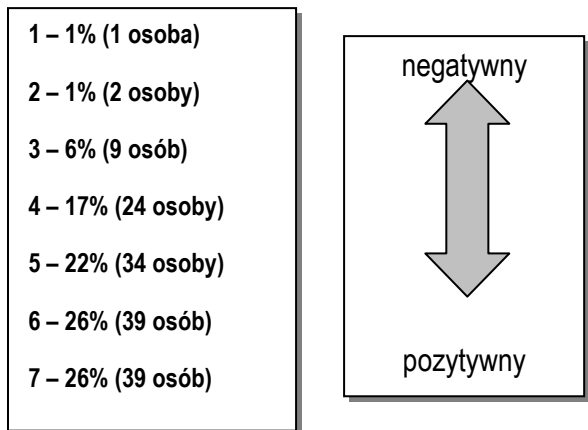 1 – 1% (1 osoba)
2 – 1% (2 osoby)
3 – 6% (9 osób)
4 – 17% (24 osoby)
5 – 22% (34 osoby)
6 – 26% (39 osób)
7 – 26% (39 osób)
negatywny
pozytywny